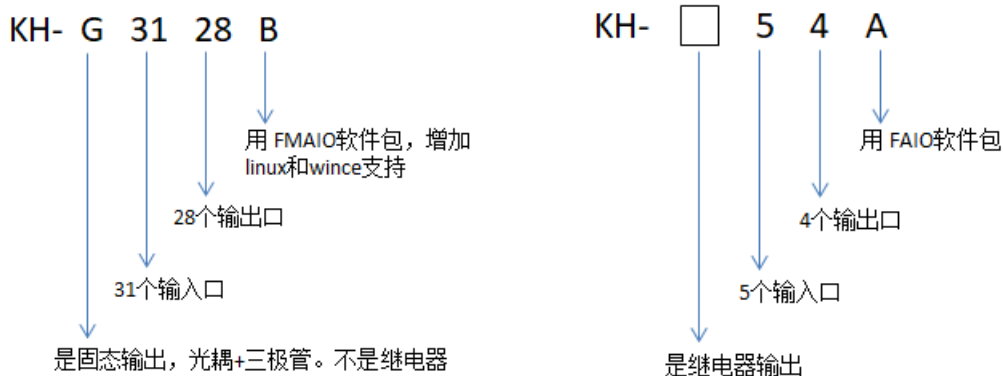 KH- G 31 28 B
用 FMAIO软件包，增加
linux和wince支持
28个输出口
31个输入口
是固态输出，光耦+三极管。不是继电器
KH- □ 5 4 A
用 FAIO软件包
4个输出口
5个输入口
是继电器输出